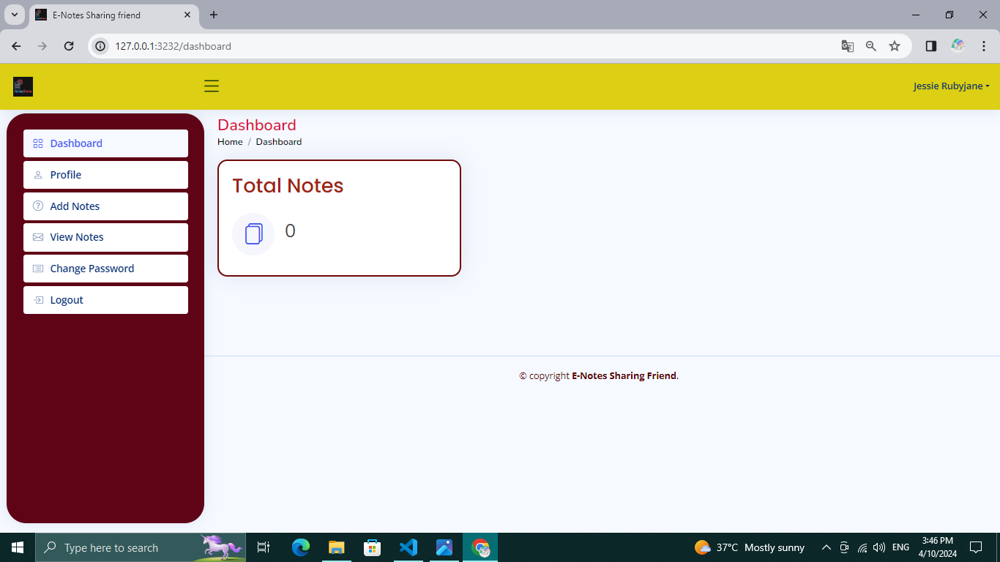 E-Notes Sharing friend
127.0.0.1:3232/dashboard
Jessie Rubyjane
Dashboard
Profile
Add Notes
View Notes
Change Password
Logout
Dashboard
Home / Dashboard
Total Notes
0
© copyright E-Notes Sharing Friend.
Type here to search
37°C Mostly sunny
ENG
3:46 PM
4/10/2024